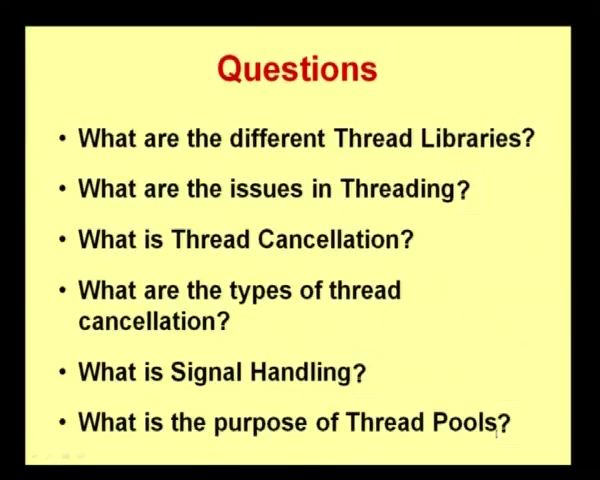 Questions
• What are the different Thread Libraries?
• What are the issues in Threading?
• What is Thread Cancellation?
• What are the types of thread
cancellation?
• What is Signal Handling?
• What is the purpose of Thread Pools?